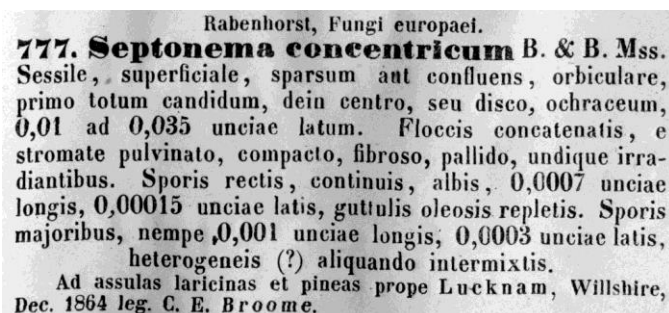 Rabenhorst, Fungi europaei.
777. Septonema concentricum B. & B. Mss.
Sessile, superficiale, sparsum aut confluens, orbiculare,
primo totum candidum, dein centro, seu disco, ochraceum,
0,01 ad 0,035 unciae latum. Floccis concatenatis, e
stromate pulvinato, compacto, fibroso, pallido, undique irra-
diantibus. Sporis rectis, continuis, albis, 0,0007 unciae
longis, 0,00015 unciae latis, guttulis oleosis repletis. Sporis
majoribus, nempe 0,001 unciae longis, 0,0003 unciae latis,
heterogeneis (?) aliquando intermixtis.
Ad assulas laricinas et pineas prope Lucknam, Willshire,
Dec. 1864 leg. C. E. Broome.